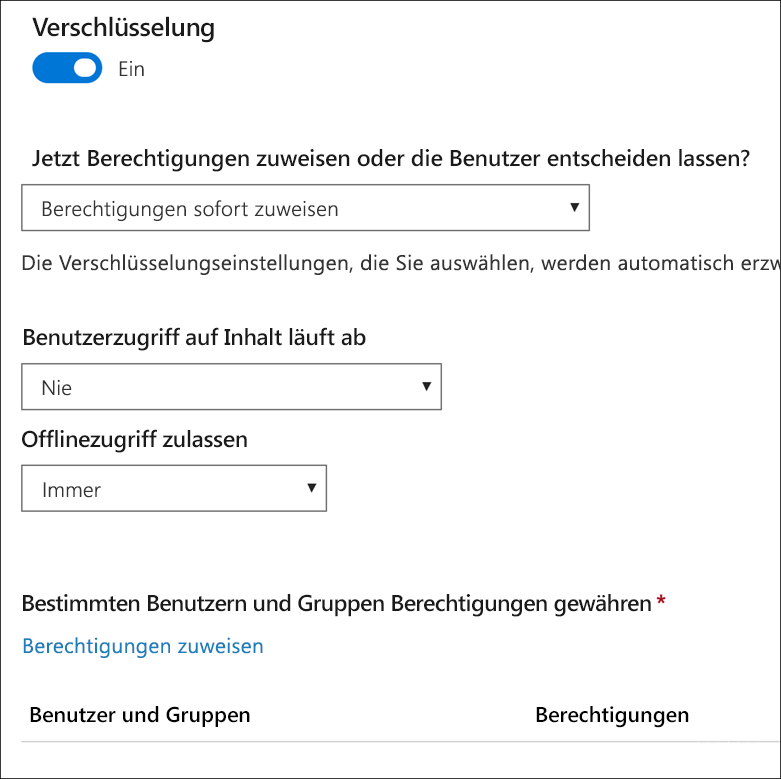 Verschlüsselung
Ein
Jetzt Berechtigungen zuweisen oder die Benutzer entscheiden lassen?
Berechtigungen sofort zuweisen
Die Verschlüsselungseinstellungen, die Sie auswählen, werden automatisch erzw
Benutzerzugriff auf Inhalt läuft ab
Nie
Offlinezugriff zulassen
Immer
Bestimmten Benutzern und Gruppen Berechtigungen gewähren *
Berechtigungen zuweisen
Benutzer und Gruppen Berechtigungen